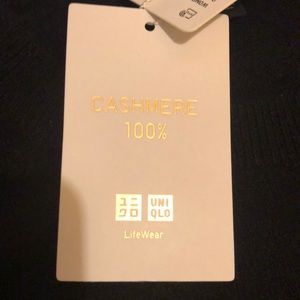 CASHMERE
100%
ユニ UNI
クロ QLO
LifeWear